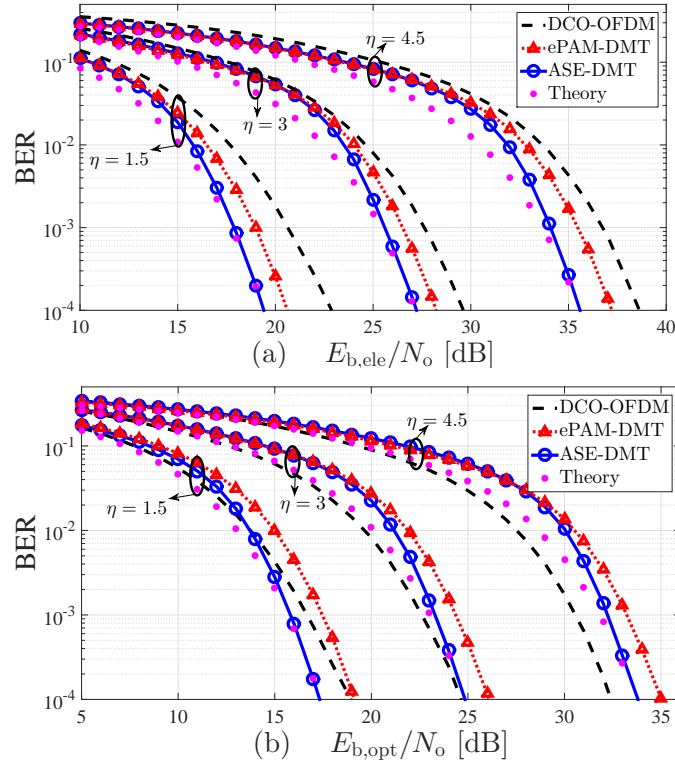 DCO-OFDM
ePAM-DMT
ASE-DMT
Theory
η = 4.5
η = 3
η = 1.5
BER
10^-1
10^-2
10^-3
10^-4
10 15 20 25 30 35 40
(a) E_b,ele/N_o [dB]
DCO-OFDM
ePAM-DMT
ASE-DMT
Theory
η = 4.5
η = 3
η = 1.5
BER
10^-1
10^-2
10^-3
10^-4
5 10 15 20 25 30 35
(b) E_b,opt/N_o [dB]